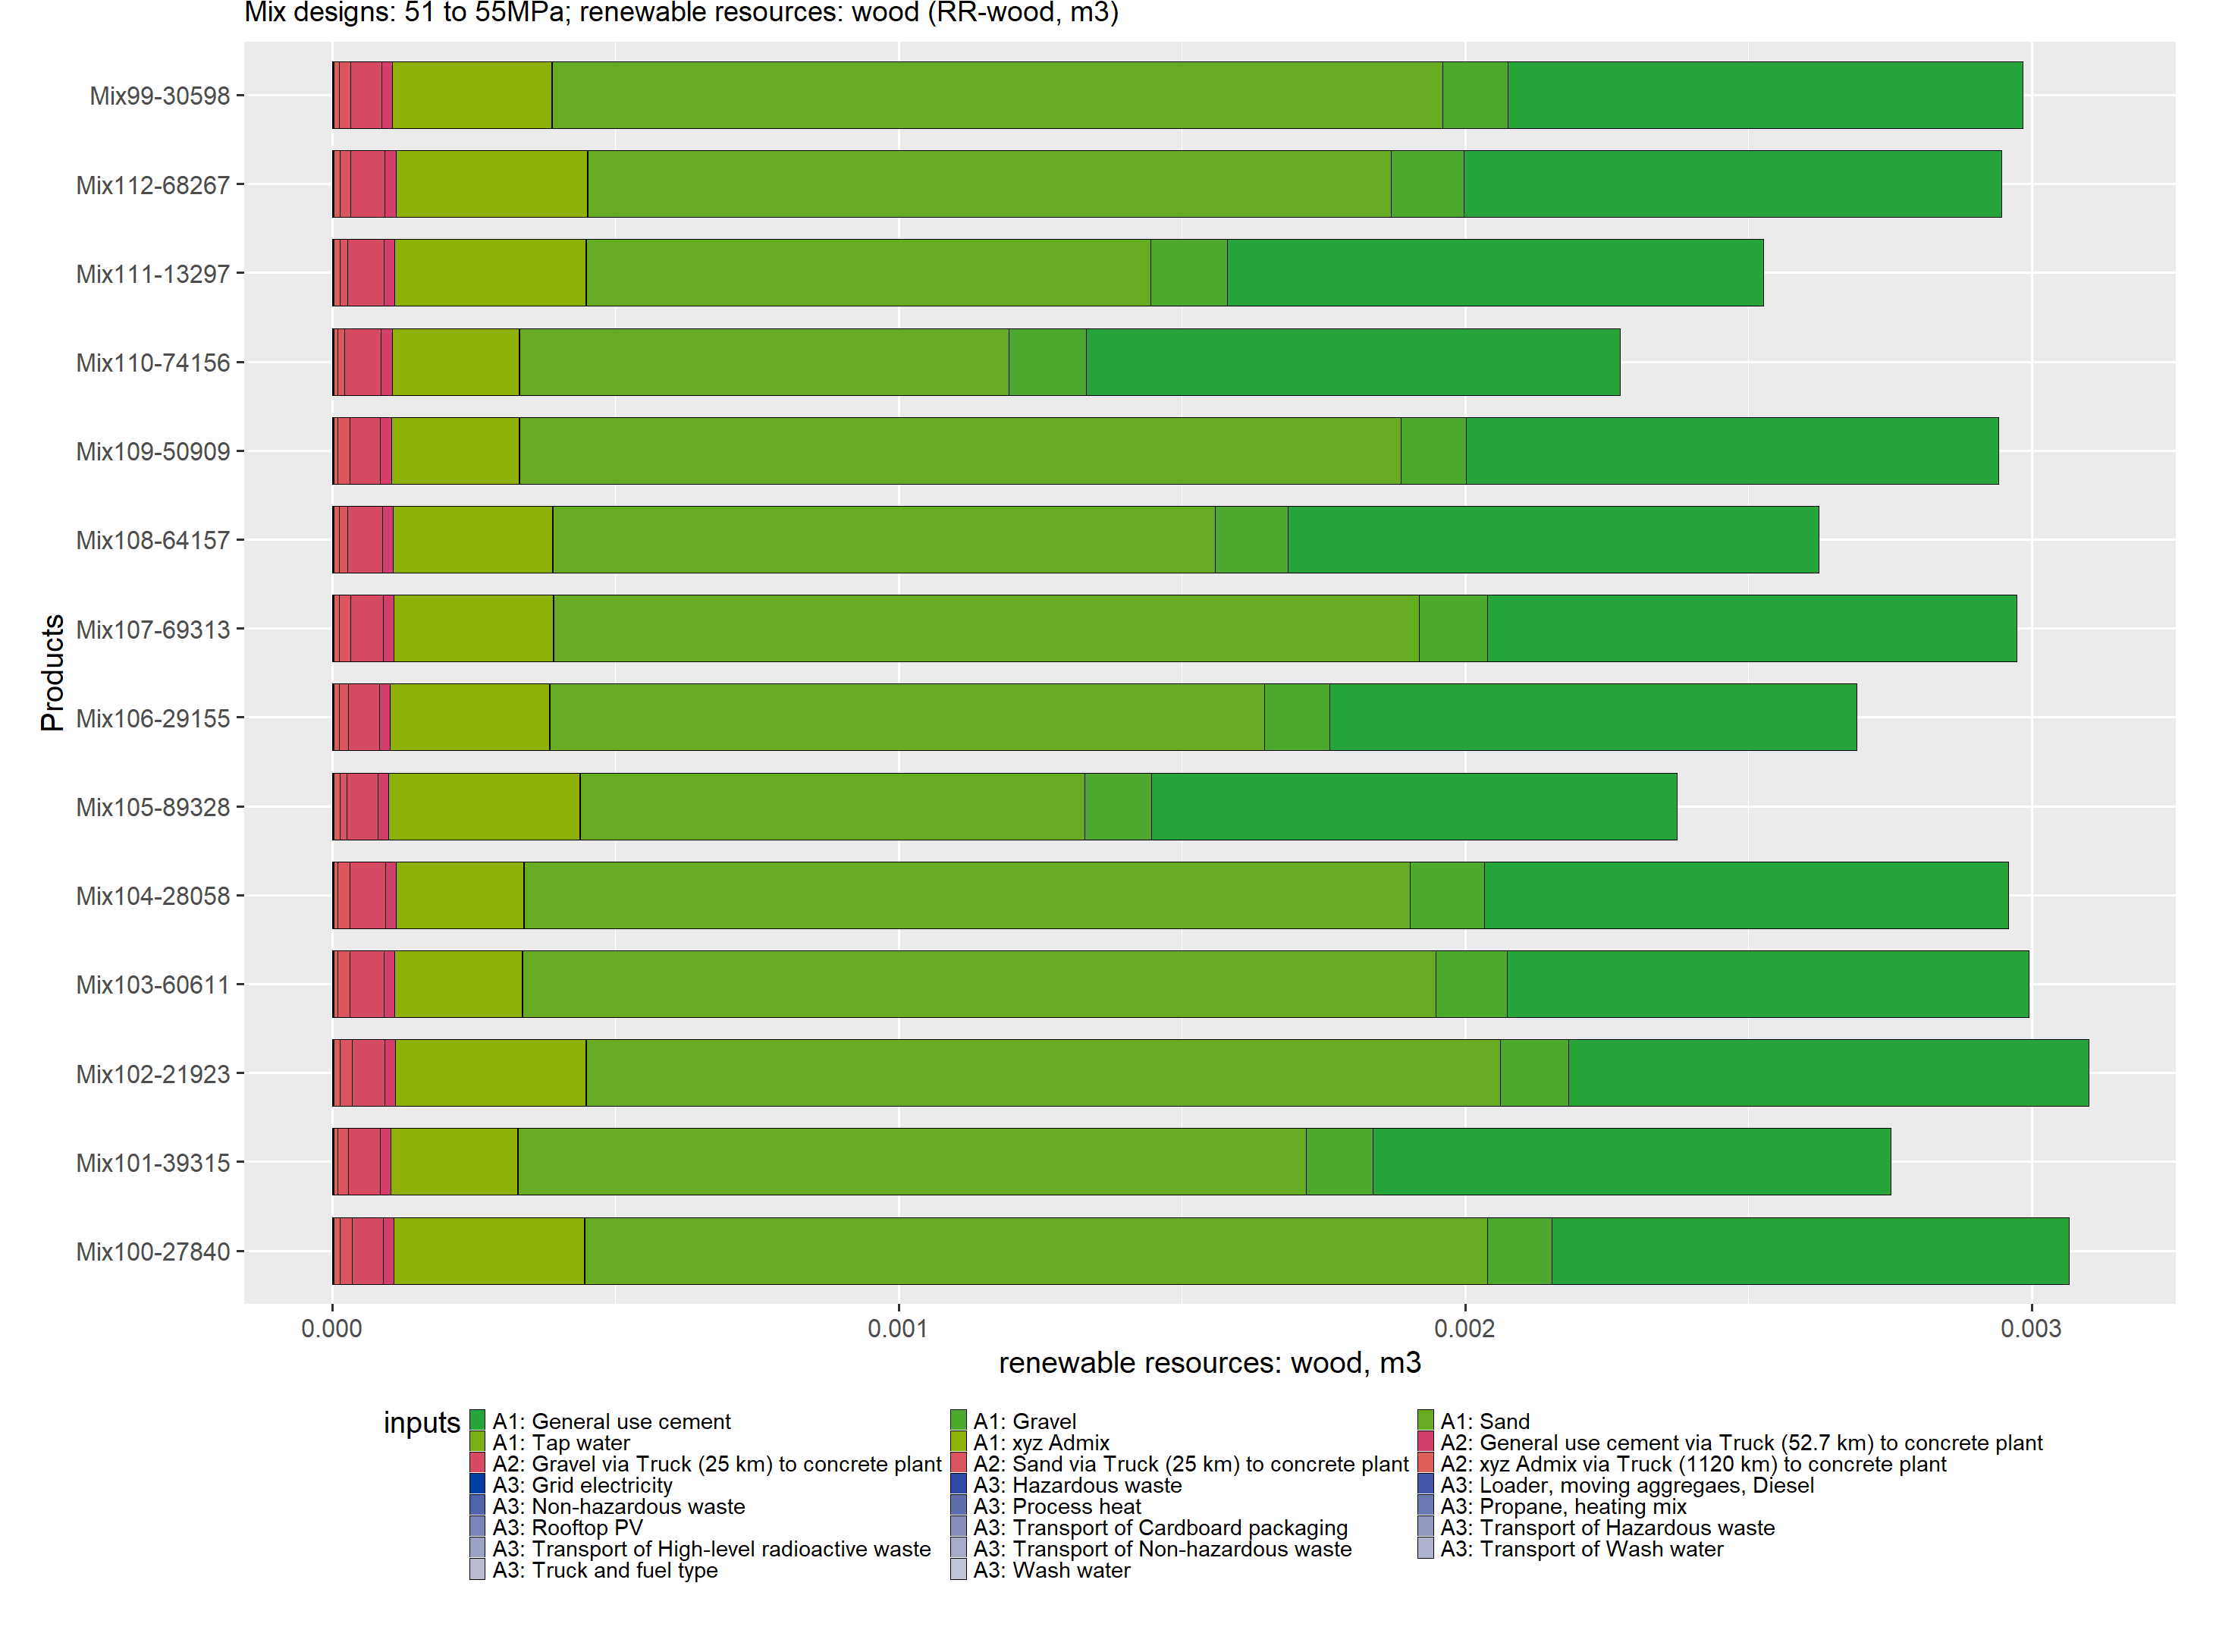 Mix designs: 51 to 55MPa; renewable resources: wood (RR-wood, m3)
Mix99-30598
Mix112-68267
Mix111-13297
Mix110-74156
Mix109-50909
Mix108-64157
Mix107-69313
Mix106-29155
Mix105-89328
Mix104-28058
Mix103-60611
Mix102-21923
Mix101-39315
Mix100-27840
Products
0.000 0.001 0.002 0.003
renewable resources: wood, m3
inputs
A1: General use cement A1: Gravel A1: Sand
A1: Tap water A1: xyz Admix A2: General use cement via Truck (52.7 km) to concrete plant
A2: Gravel via Truck (25 km) to concrete plant A2: Sand via Truck (25 km) to concrete plant A2: xyz Admix via Truck (1120 km) to concrete plant
A3: Grid electricity A3: Hazardous waste A3: Loader, moving aggregaes, Diesel
A3: Non-hazardous waste A3: Process heat A3: Propane, heating mix
A3: Rooftop PV A3: Transport of Cardboard packaging A3: Transport of Hazardous waste
A3: Transport of High-level radioactive waste A3: Transport of Non-hazardous waste A3: Transport of Wash water
A3: Truck and fuel type A3: Wash water